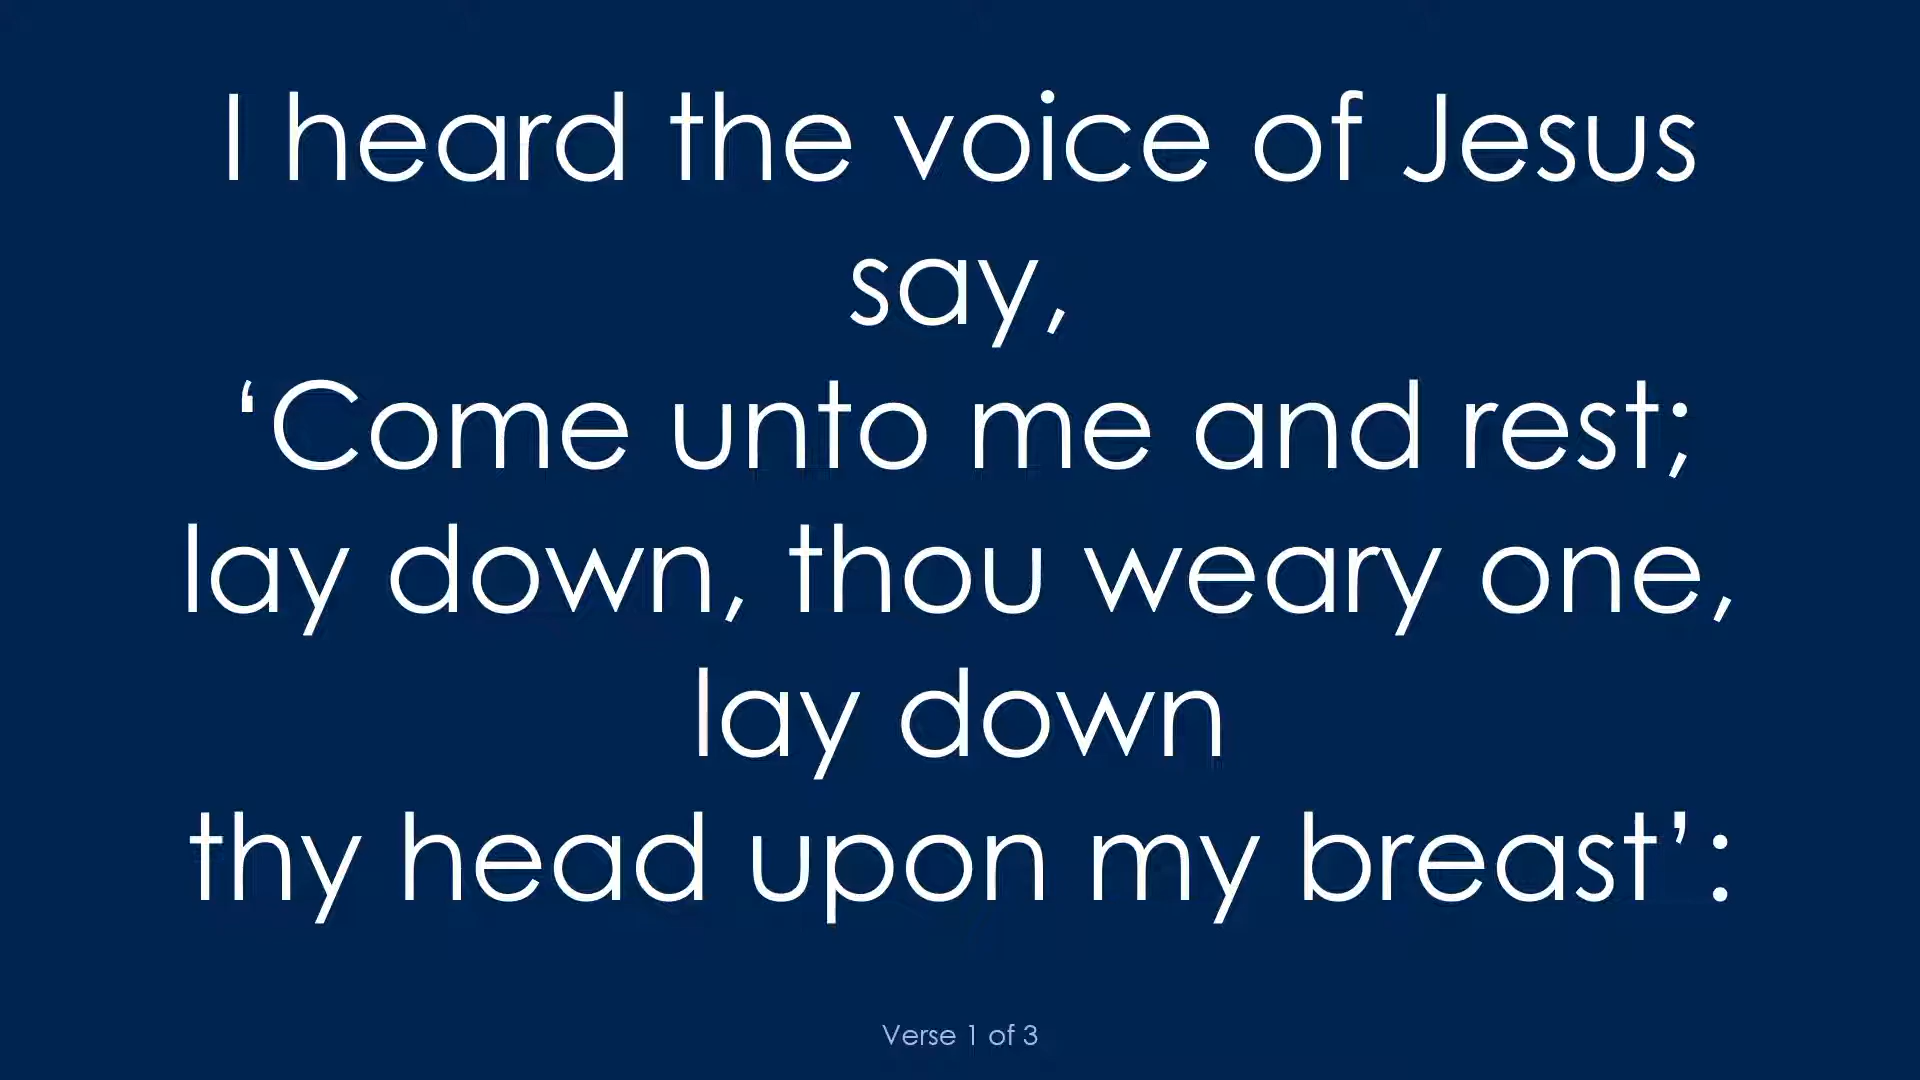 I heard the voice of Jesus
say,
‘Come unto me and rest;
lay down, thou weary one,
lay down
thy head upon my breast’:
Verse 1 of 3